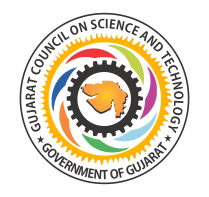 GUJARAT COUNCIL ON SCIENCE AND TECHNOLOGY
GOVERNMENT OF GUJARAT